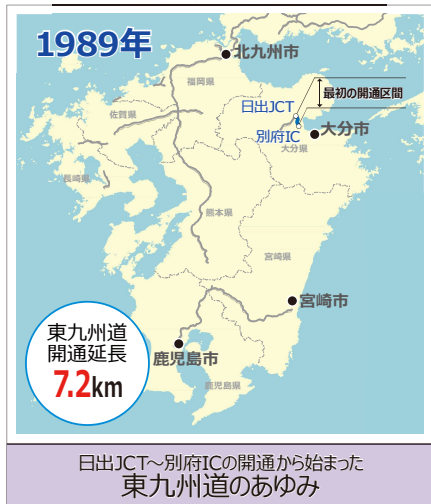 1989年
北九州市
福岡県
佐賀県
日出JCT
最初の開通区間
別府IC
大分市
大分県
長崎県
熊本県
宮崎県
宮崎市
東九州道
開通延長
7.2km
鹿児島市
鹿児島県
日出JCT～別府ICの開通から始まった
東九州道のあゆみ